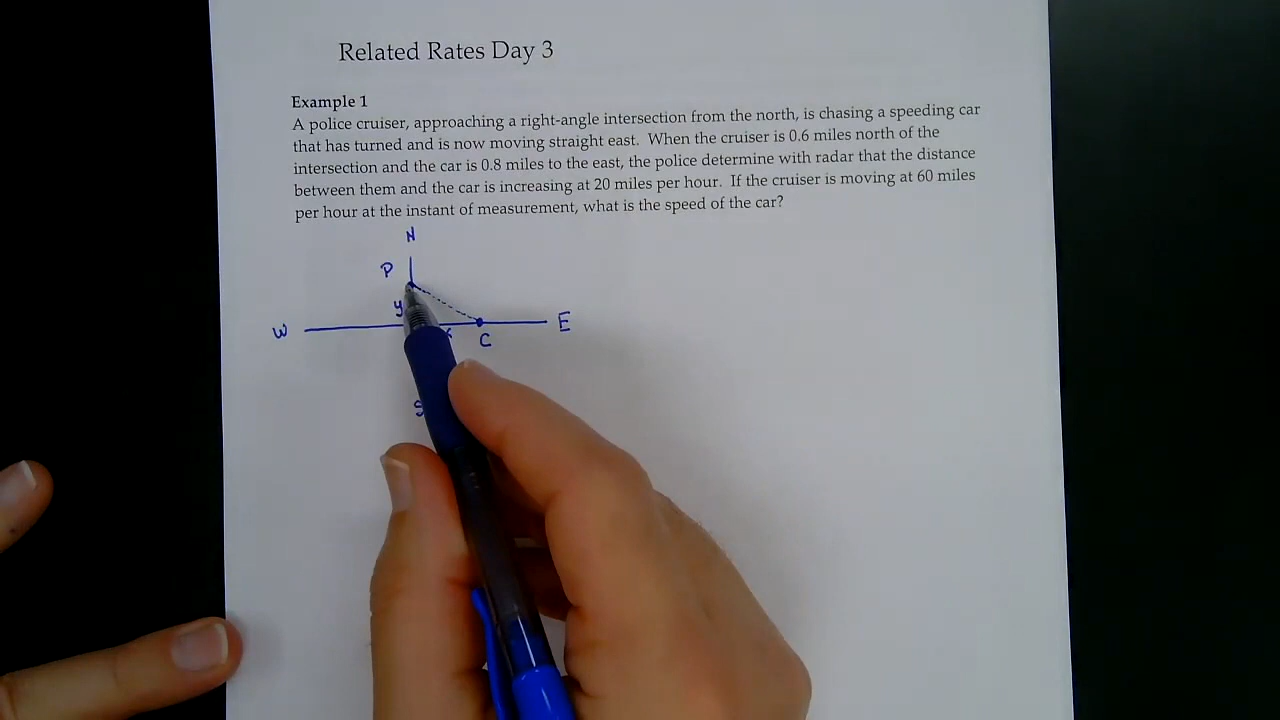 Related Rates Day 3
Example 1
A police cruiser, approaching a right-angle intersection from the north, is chasing a speeding car
that has turned and is now moving straight east. When the cruiser is 0.6 miles north of the
intersection and the car is 0.8 miles to the east, the police determine with radar that the distance
between them and the car is increasing at 20 miles per hour. If the cruiser is moving at 60 miles
per hour at the instant of measurement, what is the speed of the car?
N
P
y
W
E
C
S